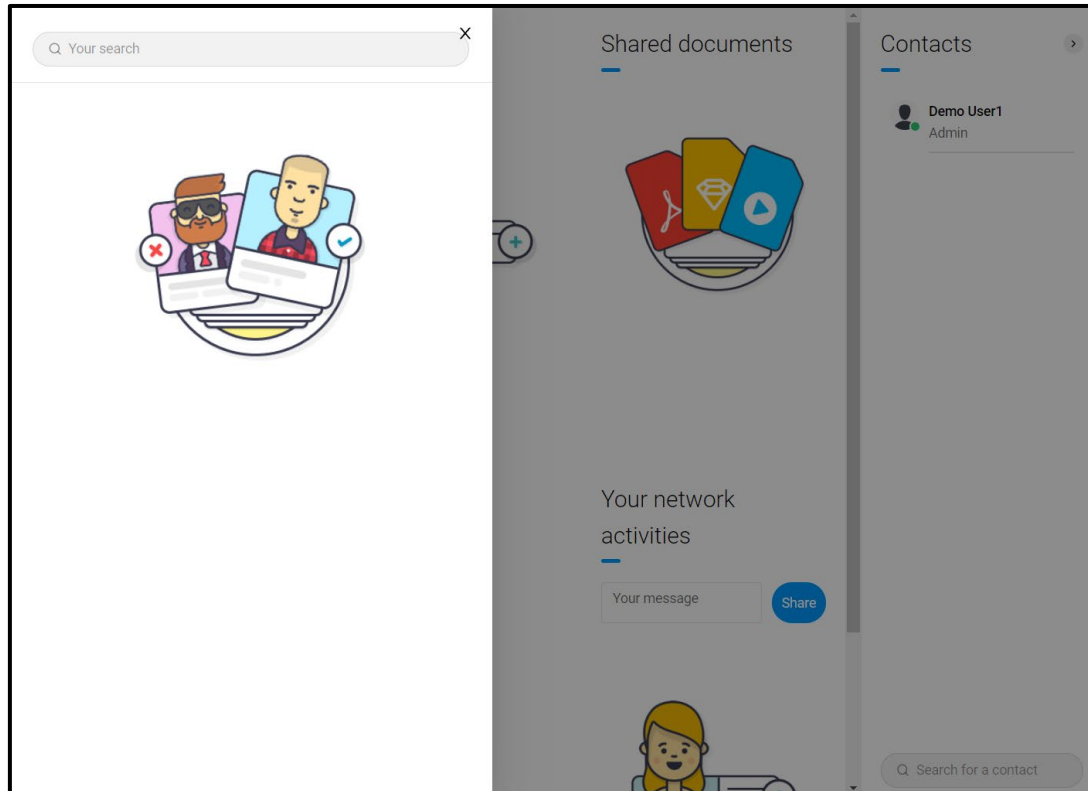 Your search
X
Shared documents
Your network
activities
Your message
Share
Contacts
Demo User1
Admin
Search for a contact